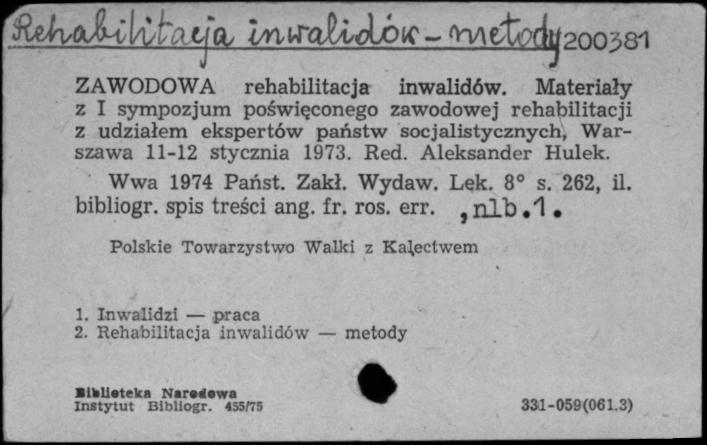 Rehabilitacja inwalidów - metody 200381
ZAWODOWA rehabilitacja inwalidów. Materiały
z I sympozjum poświęconego zawodowej rehabilitacji
z udziałem ekspertów państw socjalistycznych, War-
szawa 11-12 stycznia 1973. Red. Aleksander Hulek.
Wwa 1974 Państ. Zakł. Wydaw. Lek. 8° s. 262, il.
bibliogr. spis treści ang. fr. ros. err. , nlb.1.
Polskie Towarzystwo Walki z Kalectwem
1. Inwalidzi — praca
2. Rehabilitacja inwalidów — metody
Biblioteka Narodowa
Instytut Bibliogr. 455/75 331-059(061.3)